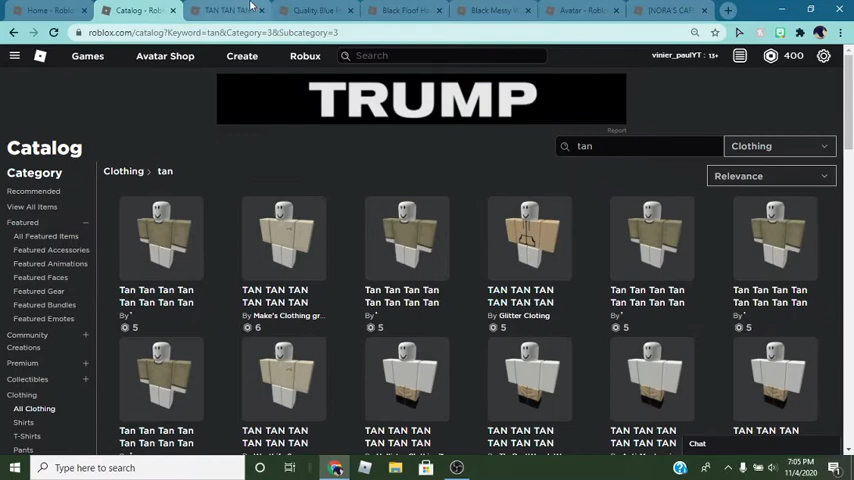 Home - Roblox
Catalog - Rob
TAN TAN TAN
Quality Blue
Black Floof H
Black Messy W
Avatar - Roblo
[NORA'S CAFE
roblox.com/catalog?Keyword=tan&Category=3&Subcategory=3
Games
Avatar Shop
Create
Robux
Search
vinier_paulYT : 13+
400
TRUMP
Report
Catalog
tan
Clothing
Category
Clothing › tan
Relevance
Recommended
View All Items
Featured
All Featured Items
Featured Accessories
Featured Animations
Featured Faces
Featured Gear
Featured Bundles
Featured Emotes
Community
Creations
Premium
Collectibles
Clothing
All Clothing
Shirts
T-Shirts
Pants
Tan Tan Tan Tan
Tan Tan Tan Tan
By *
5
TAN TAN TAN
TAN TAN TAN
By Make's Clothing gr...
6
Tan Tan Tan Tan
Tan Tan Tan Tan
By *
5
TAN TAN TAN
TAN TAN TAN
By Glitter Cloting
5
Tan Tan Tan Tan
Tan Tan Tan Tan
By *
5
Tan Tan Tan Tan
Tan Tan Tan Tan
By *
5
Tan Tan Tan Tan
Tan Tan Tan Tan
TAN TAN TAN
TAN TAN TAN
TAN TAN TAN
TAN TAN TAN
TAN TAN TAN
TAN TAN TAN
TAN TAN TAN
TAN TAN TAN
TAN TAN TAN
Chat
Type here to search
7:05 PM
11/4/2020